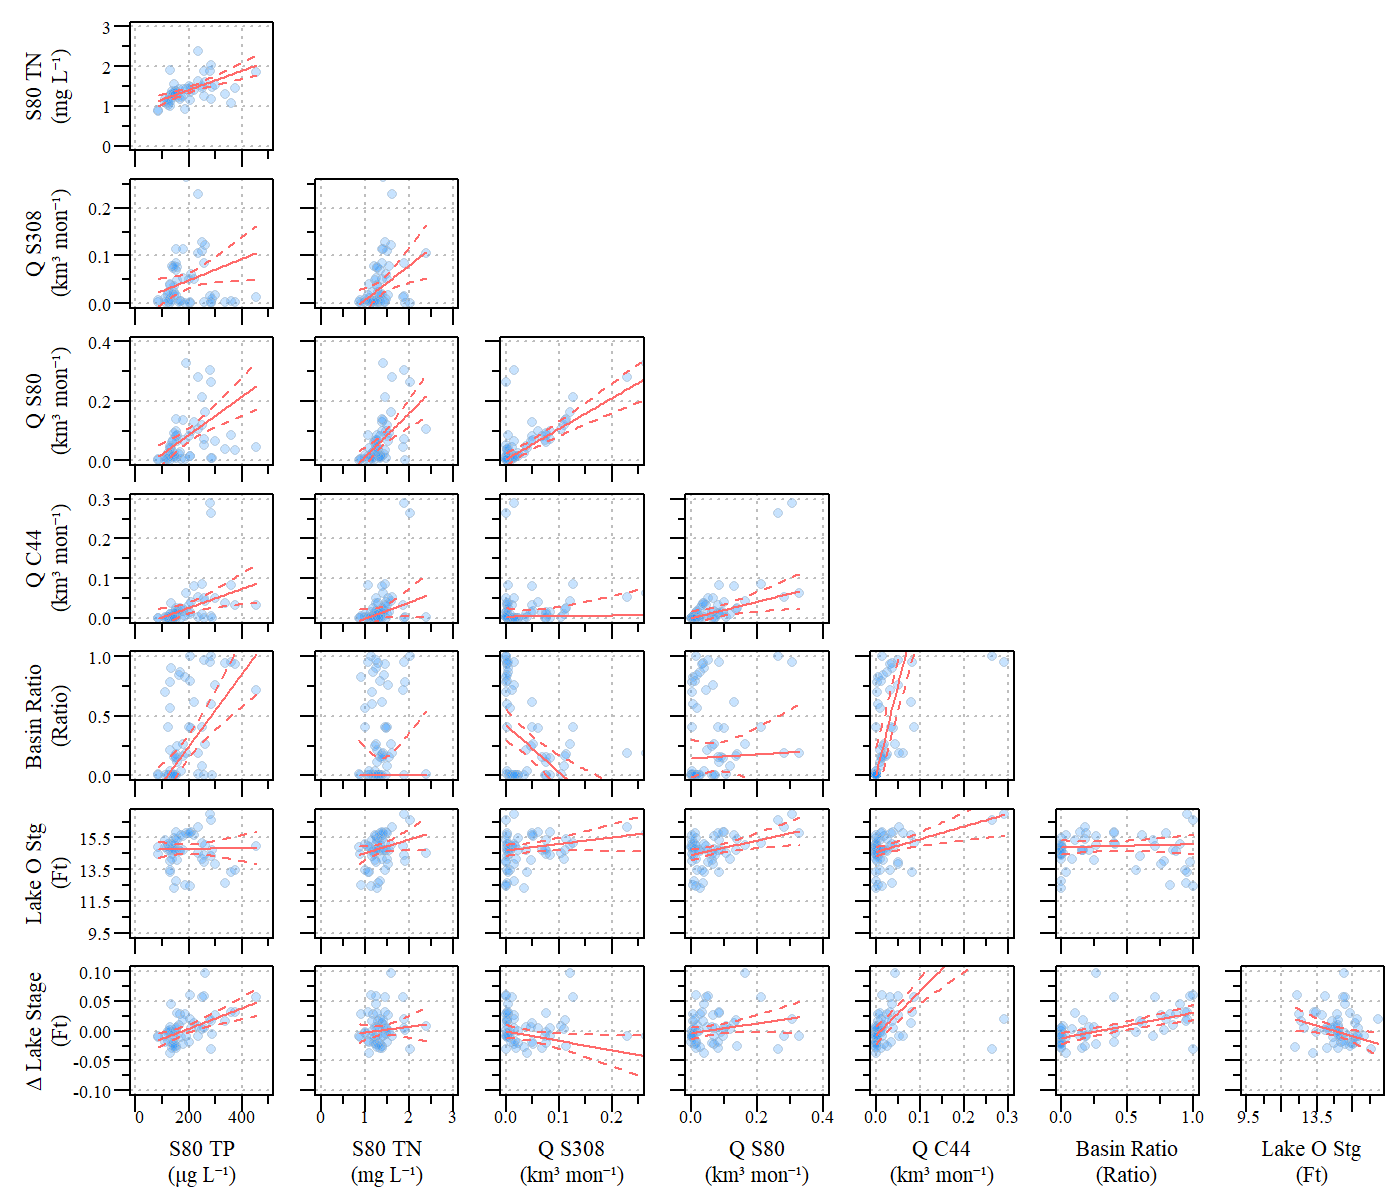 S80 TN
(mg L⁻¹)
3
2
1
0
Q S308
(km³ mon⁻¹)
0.2
0.1
0.0
Q S80
(km³ mon⁻¹)
0.4
0.2
0.0
Q C44
(km³ mon⁻¹)
0.3
0.2
0.1
0.0
Basin Ratio
(Ratio)
1.0
0.5
0.0
Lake O Stg
(Ft)
15.5
13.5
11.5
9.5
Δ Lake Stage
(Ft)
0.10
0.05
0.00
-0.05
-0.10
0 200 400 0 1 2 3 0.0 0.1 0.2 0.0 0.2 0.4 0.0 0.1 0.2 0.3 0.0 0.5 1.0 9.5 13.5
S80 TP S80 TN Q S308 Q S80 Q C44 Basin Ratio Lake O Stg
(μg L⁻¹) (mg L⁻¹) (km³ mon⁻¹) (km³ mon⁻¹) (km³ mon⁻¹) (Ratio) (Ft)